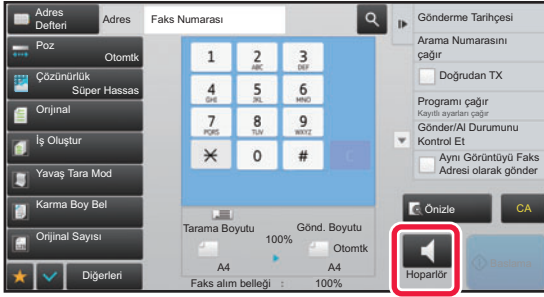 Adres
Defteri
Adres
Faks Numarası
Poz
Otomtk
Çözünürlük
Süper Hassas
Orıjınal
İş Oluştur
Yavaş Tara Mod
Karma Boy Bel
Orijinal Sayısı
Diğerleri
1
2
ABC
3
DEF
4
GHI
5
JKL
6
MNO
7
PQRS
8
TUV
9
WXYZ
0
#
C
Tarama Boyutu
100%
Gönd. Boyutu
Otomtk
A4
A4
Faks alım belleği : 100%
Gönderme Tarihçesi
Arama Numarasını
çağır
Doğrudan TX
Programı çağır
Kayıtlı ayarları çağır
Gönder/Al Durumunu
Kontrol Et
Aynı Görüntüyü Faks
Adresi olarak gönder
Önizle
CA
Hoparlör